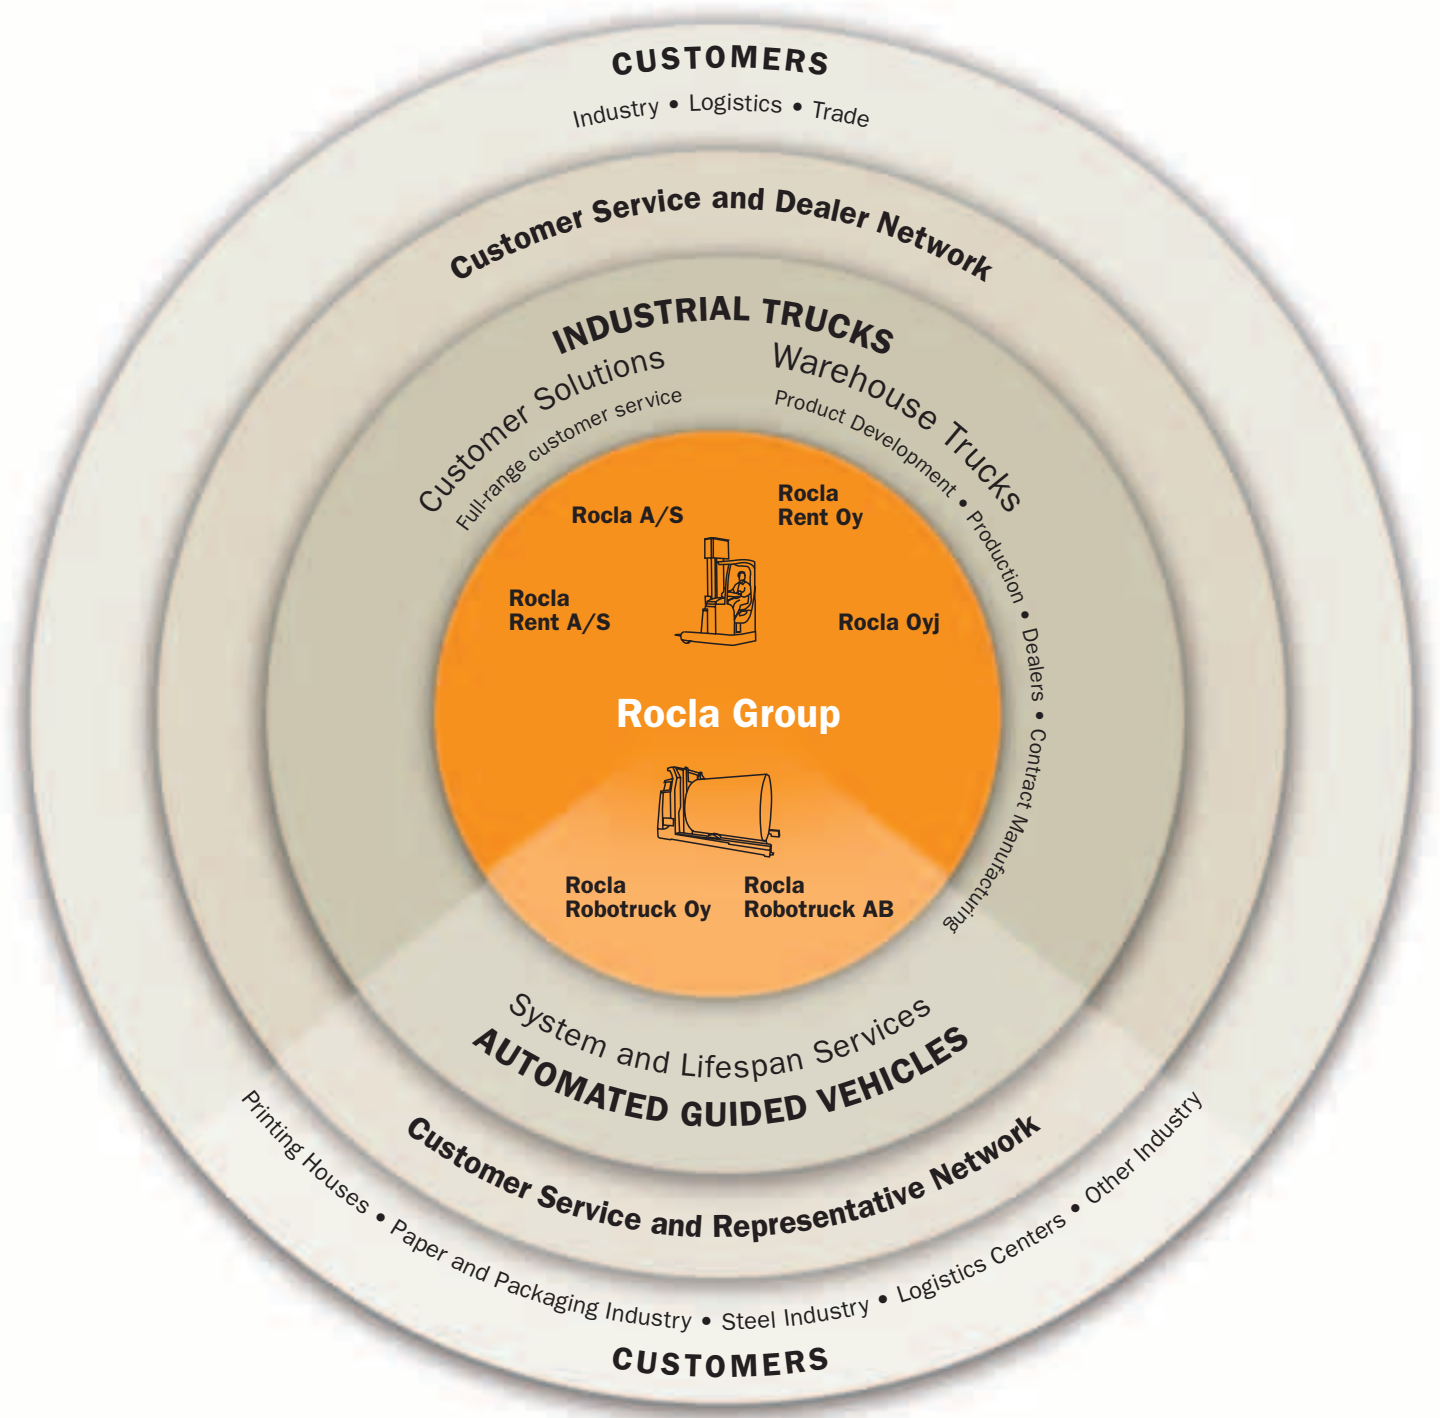 CUSTOMERS
Industry • Logistics • Trade
Customer Service and Dealer Network
INDUSTRIAL TRUCKS
Customer Solutions
Full-range customer service
Warehouse Trucks
Product Development • Production • Dealers • Contract Manufacturing
Rocla A/S
Rocla
Rent Oy
Rocla
Rent A/S
Rocla Oyj
Rocla Group
Rocla
Robotruck Oy
Rocla
Robotruck AB
System and Lifespan Services
AUTOMATED GUIDED VEHICLES
Customer Service and Representative Network
Printing Houses • Paper and Packaging Industry • Steel Industry • Logistics Centers • Other Industry
CUSTOMERS